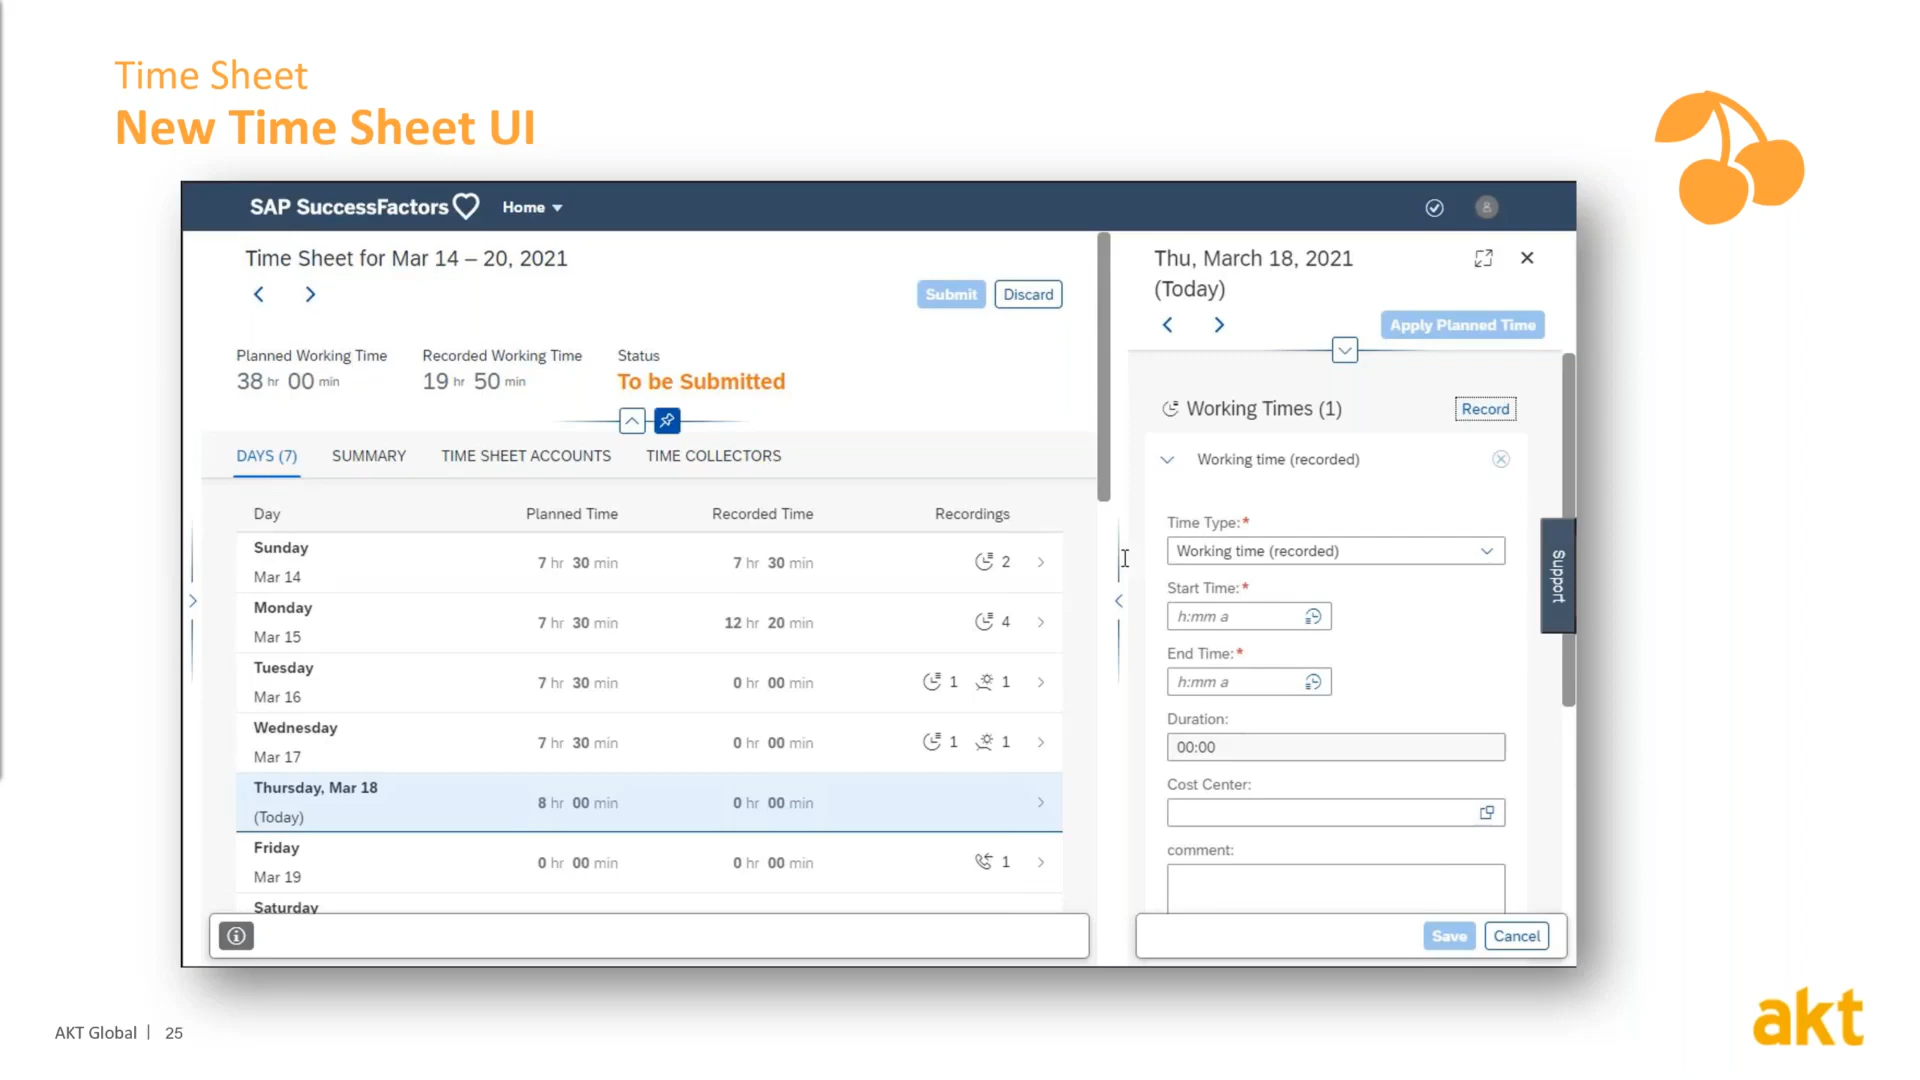 Time Sheet
New Time Sheet UI
SAP SuccessFactors Home
Time Sheet for Mar 14 – 20, 2021
Submit Discard
Planned Working Time Recorded Working Time Status
38 hr 00 min 19 hr 50 min To be Submitted
DAYS (7) SUMMARY TIME SHEET ACCOUNTS TIME COLLECTORS
Day Planned Time Recorded Time Recordings
Sunday
Mar 14
7 hr 30 min 7 hr 30 min 2
Monday
Mar 15
7 hr 30 min 12 hr 20 min 4
Tuesday
Mar 16
7 hr 30 min 0 hr 00 min 1 1
Wednesday
Mar 17
7 hr 30 min 0 hr 00 min 1 1
Thursday, Mar 18
(Today)
8 hr 00 min 0 hr 00 min
Friday
Mar 19
0 hr 00 min 0 hr 00 min 1
Saturday
Thu, March 18, 2021
(Today)
Apply Planned Time
Working Times (1) Record
Working time (recorded)
Time Type:*
Working time (recorded)
Start Time:*
h:mm a
End Time:*
h:mm a
Duration:
00:00
Cost Center:
comment:
Save Cancel
Support
AKT Global | 25
akt